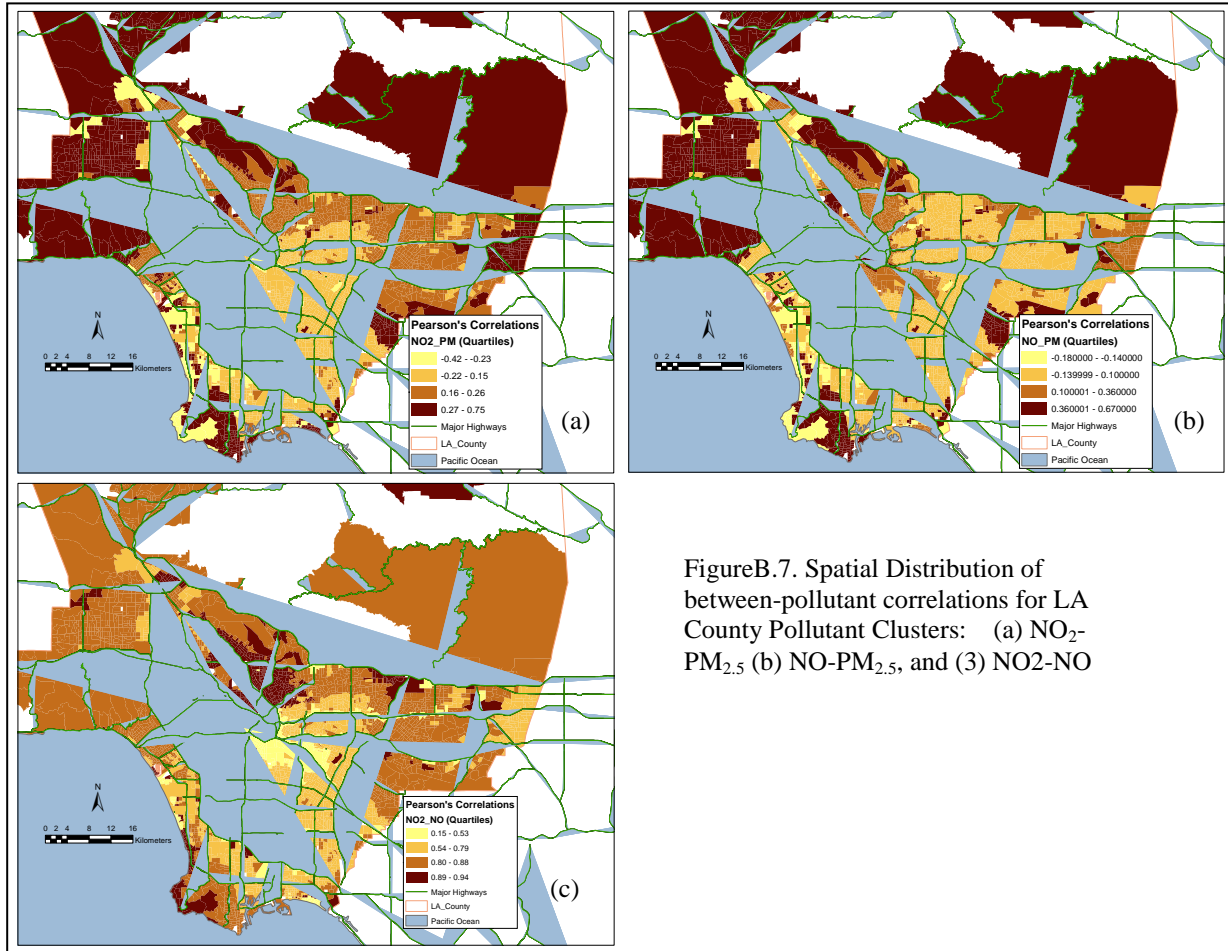 N
0 2 4 8 12 16
Kilometers
Pearson's Correlations
NO2_PM (Quartiles)
-0.42 - -0.23
-0.22 - 0.15
0.16 - 0.26
0.27 - 0.75
Major Highways
LA_County
Pacific Ocean
(a)
N
0 2 4 8 12 16
Kilometers
Pearson's Correlations
NO_PM (Quartiles)
-0.180000 - -0.140000
-0.139999 - 0.100000
0.100001 - 0.360000
0.360001 - 0.670000
Major Highways
LA_County
Pacific Ocean
(b)
N
0 2 4 8 12 16
Kilometers
Pearson's Correlations
NO2_NO (Quartiles)
0.15 - 0.53
0.54 - 0.79
0.80 - 0.88
0.89 - 0.94
Major Highways
LA_County
Pacific Ocean
(c)
FigureB.7. Spatial Distribution of
between-pollutant correlations for LA
County Pollutant Clusters: (a) NO₂-
PM₂.₅ (b) NO-PM₂.₅, and (3) NO2-NO